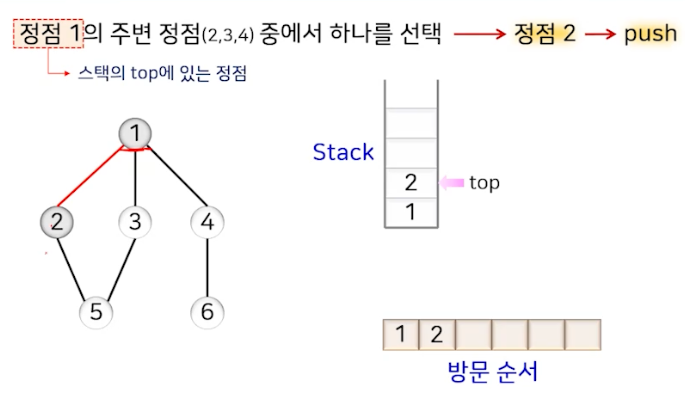 정점 1의 주변 정점(2,3,4) 중에서 하나를 선택 → 정점 2 → push
스택의 top에 있는 정점
1
2 3 4
5 6
Stack
2 top
1
1 2
방문 순서